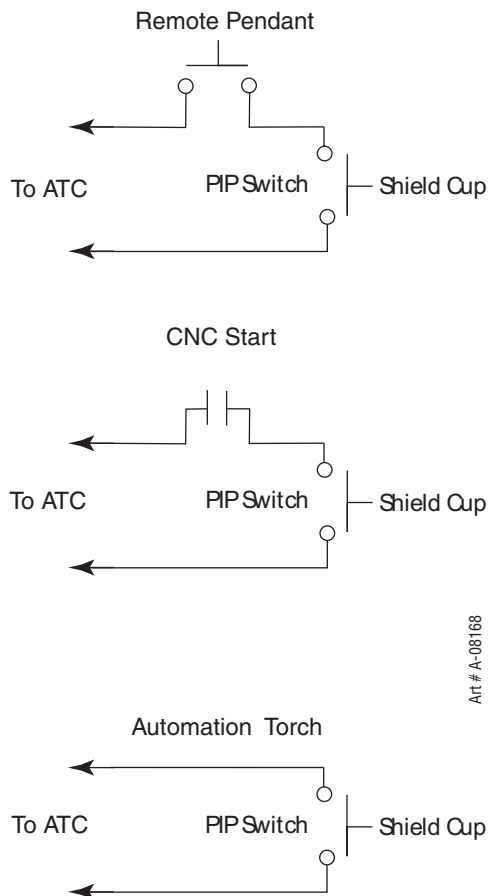 Remote Pendant
To ATC
PIP Switch
Shield Cup
CNC Start
To ATC
PIP Switch
Shield Cup
Art # A-08168
Automation Torch
To ATC
PIP Switch
Shield Cup